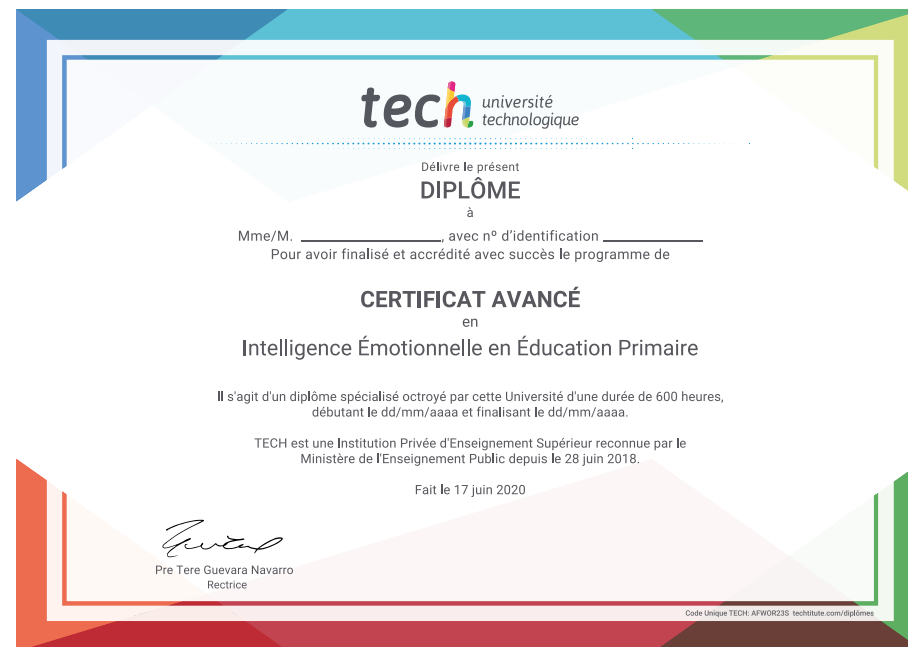 tech université
technologique
Délivre le présent
DIPLÔME
à
Mme/M. ____________________, avec nº d'identification ______________
Pour avoir finalisé et accrédité avec succès le programme de
CERTIFICAT AVANCÉ
en
Intelligence Émotionnelle en Éducation Primaire
Il s'agit d'un diplôme spécialisé octroyé par cette Université d'une durée de 600 heures,
débutant le dd/mm/aaaa et finalisant le dd/mm/aaaa.
TECH est une Institution Privée d'Enseignement Supérieur reconnue par le
Ministère de l'Enseignement Public depuis le 28 juin 2018.
Fait le 17 juin 2020
Pre Tere Guevara Navarro
Rectrice
Code Unique TECH: AFWOR23S techtitute.com/diplômes